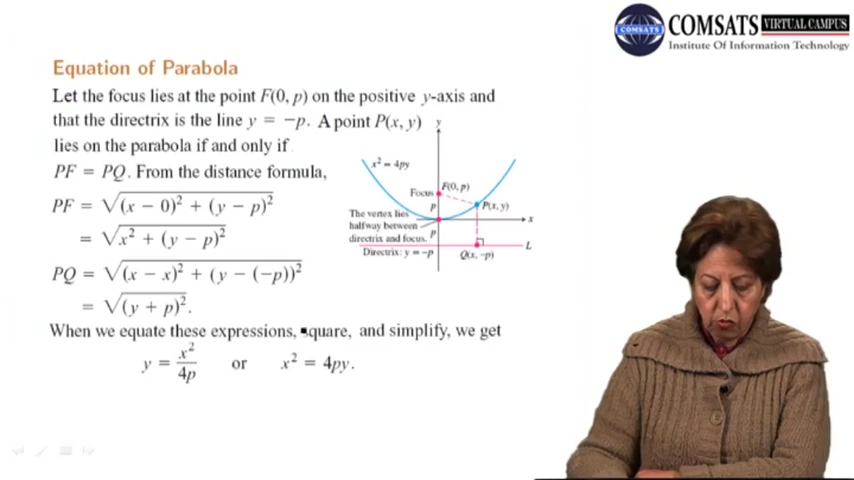 COMSATS VIRTUAL CAMPUS
COMSATS
Institute Of Information Technology
Equation of Parabola
Let the focus lies at the point F(0, p) on the positive y-axis and
that the directrix is the line y = −p. A point P(x, y)
lies on the parabola if and only if
PF = PQ. From the distance formula,
PF = √(x − 0)² + (y − p)²
= √x² + (y − p)²
PQ = √(x − x)² + (y − (−p))²
= √(y + p)².
When we equate these expressions, square, and simplify, we get
y = x²/4p or x² = 4py.
y
x² = 4py
Focus
F(0, p)
p
P(x, y)
The vertex lies
halfway between
directrix and focus.
x
p
Directrix: y = −p
Q(x, −p)
L